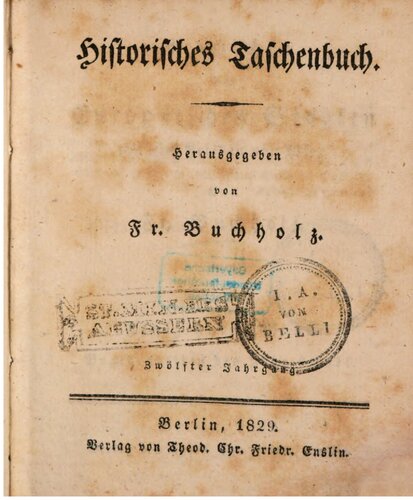 Historisches Taschenbuch.
Herausgegeben
von
Fr. Buchholz.
I. A.
VON
BELLI
Zwölfter Jahrgang.
Berlin, 1829.
Verlag von Theod. Chr. Friedr. Enslin.